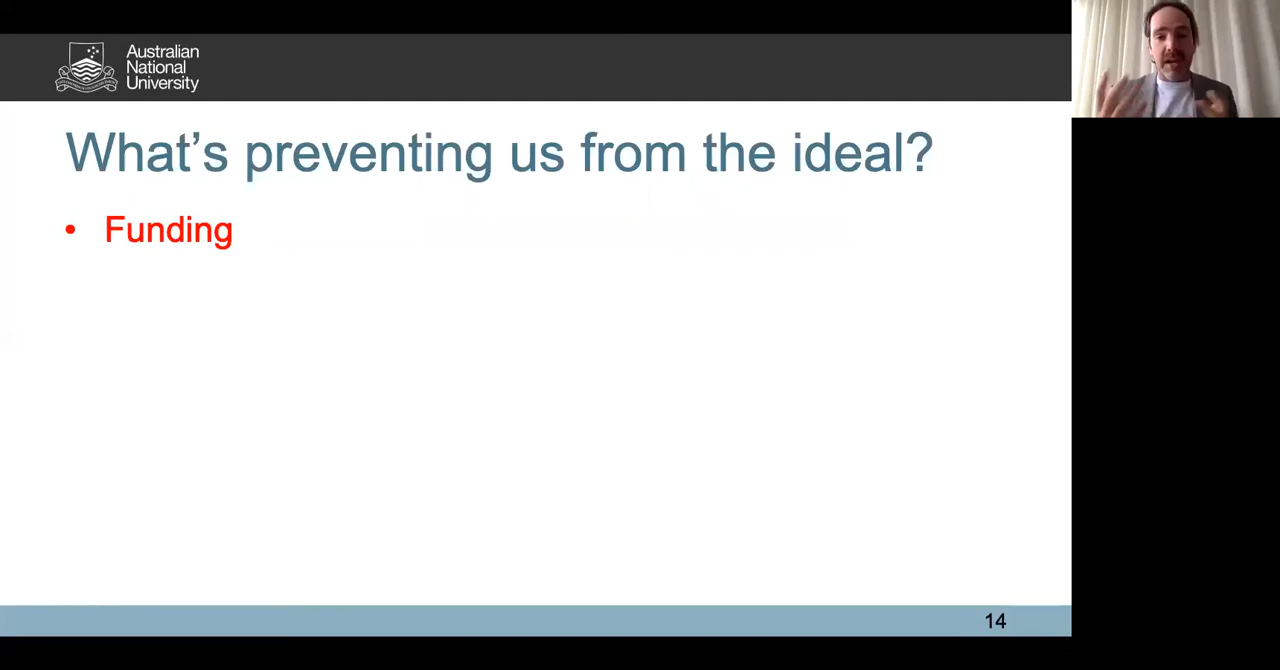 Australian
National
University
What's preventing us from the ideal?
• Funding
14